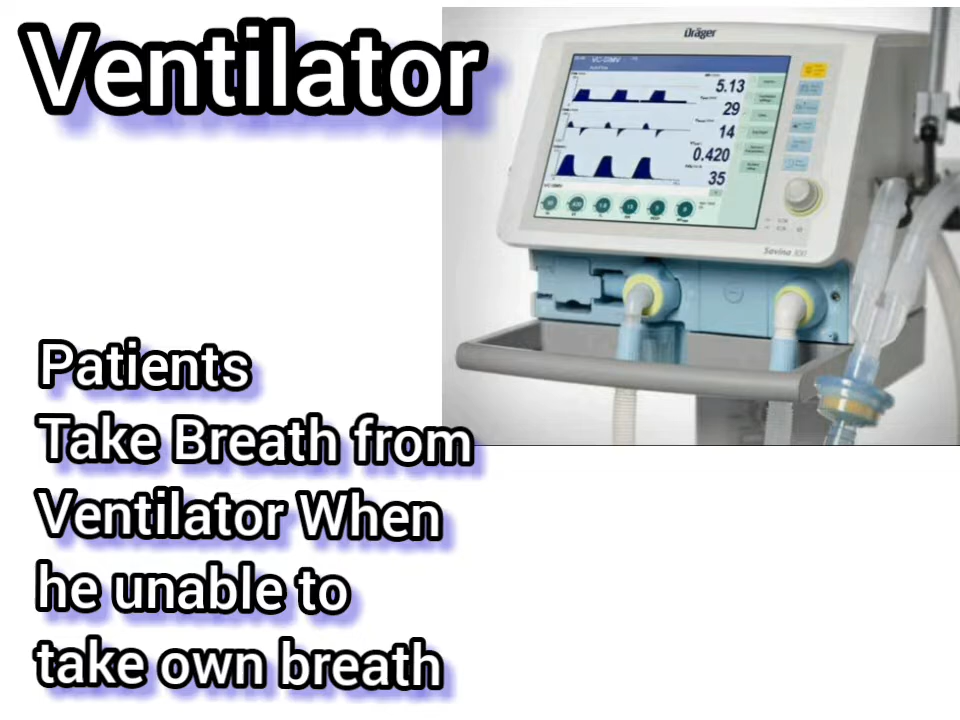 Ventilator
Dräger
VC-SIMV
5.13
29
14
0.420
35
Savina 300
Patients
Take Breath from
Ventilator When
he unable to
take own breath